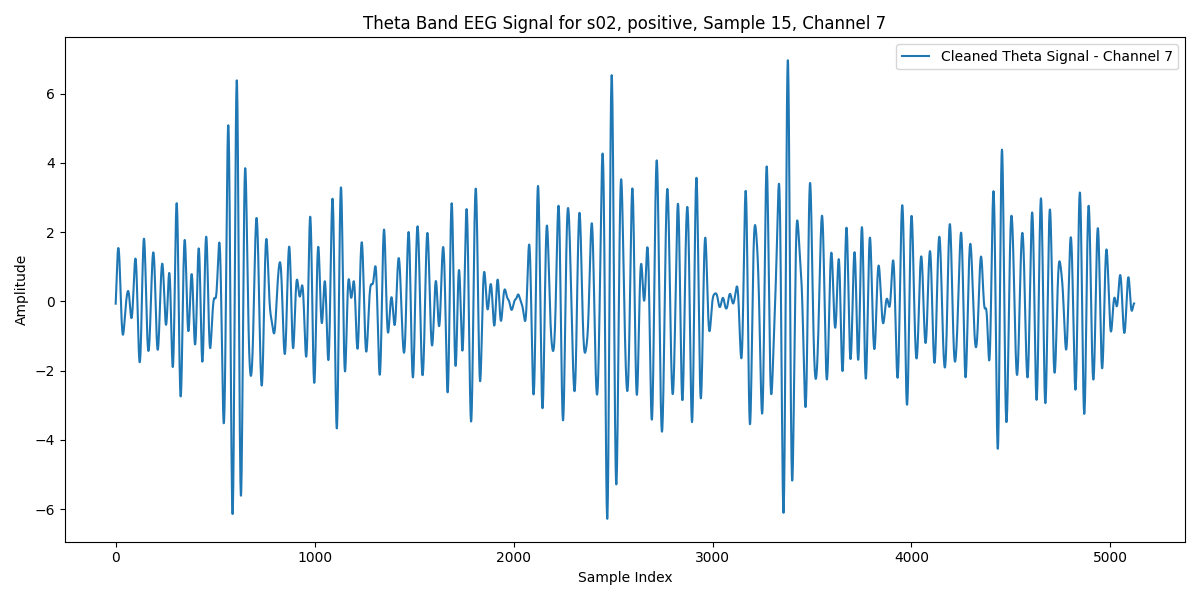 Theta Band EEG Signal for s02, positive, Sample 15, Channel 7
Cleaned Theta Signal - Channel 7
Amplitude
6
4
2
0
−2
−4
−6
0 1000 2000 3000 4000 5000
Sample Index